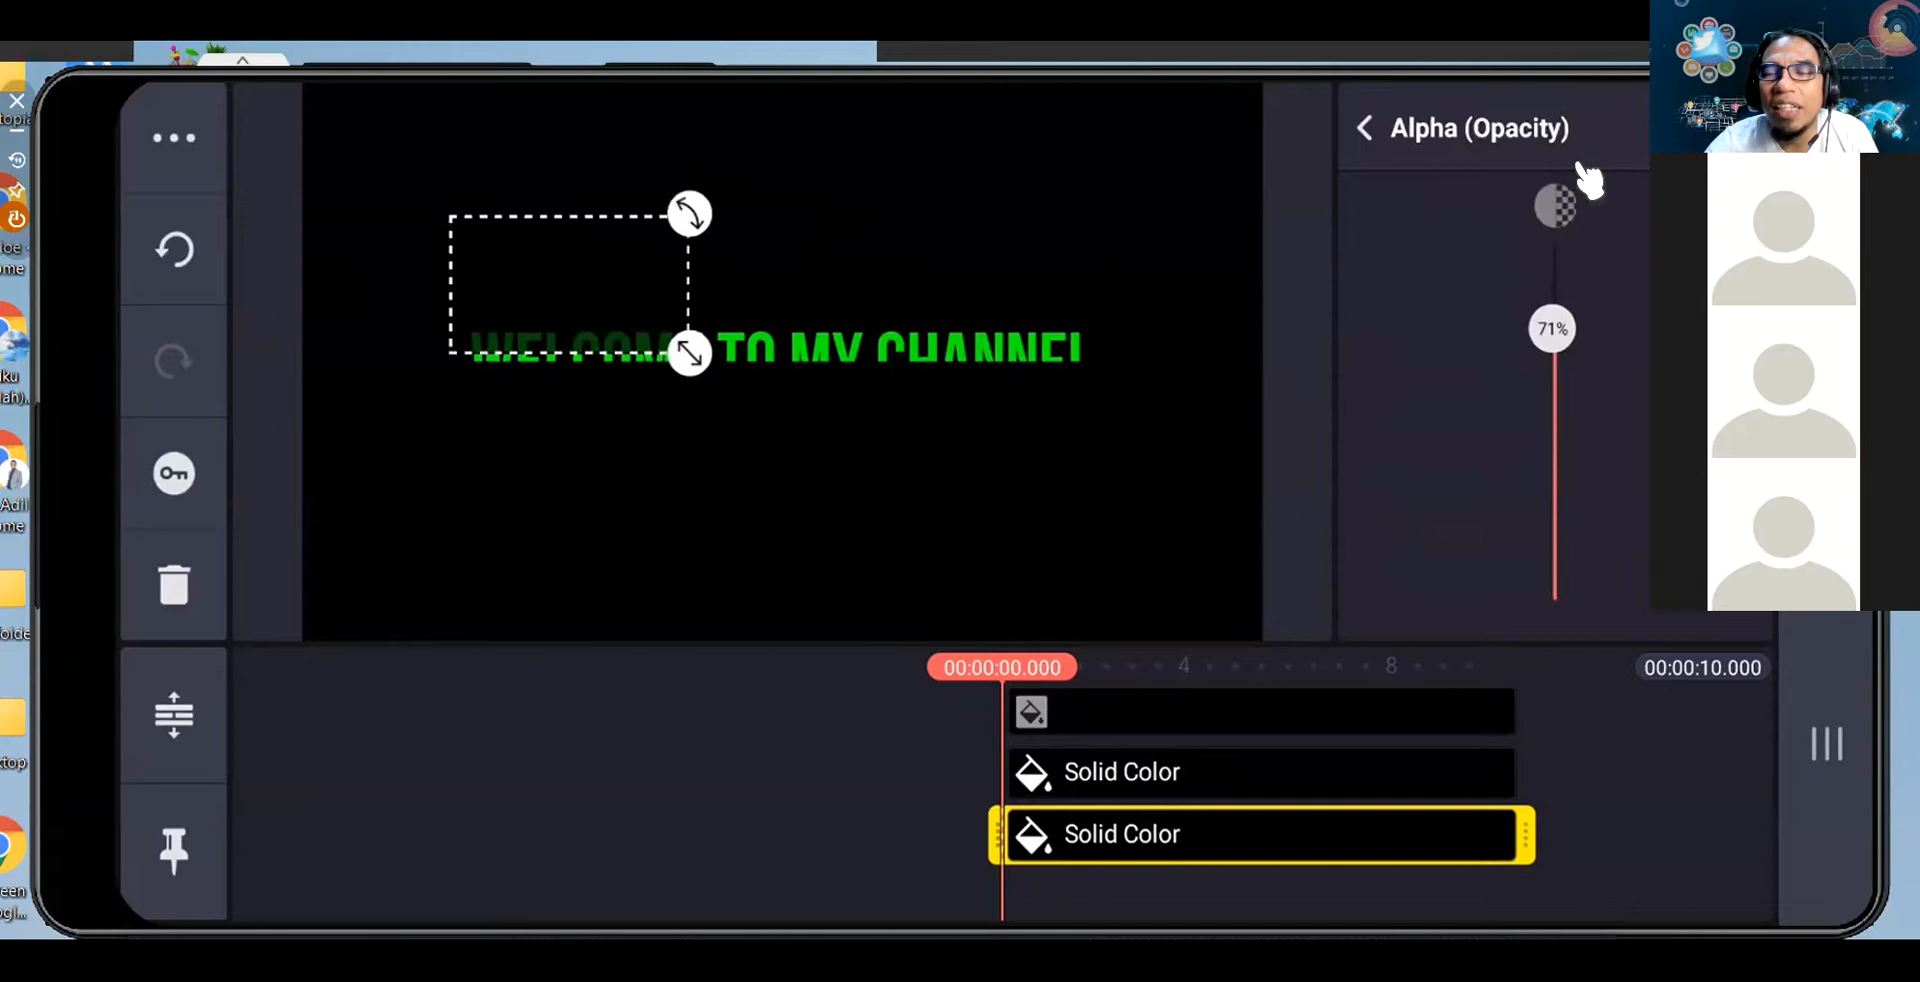 Alpha (Opacity)
WELCOME TO MY CHANNEL
71%
00:00:00.000
4
8
00:00:10.000
Solid Color
Solid Color
Adil